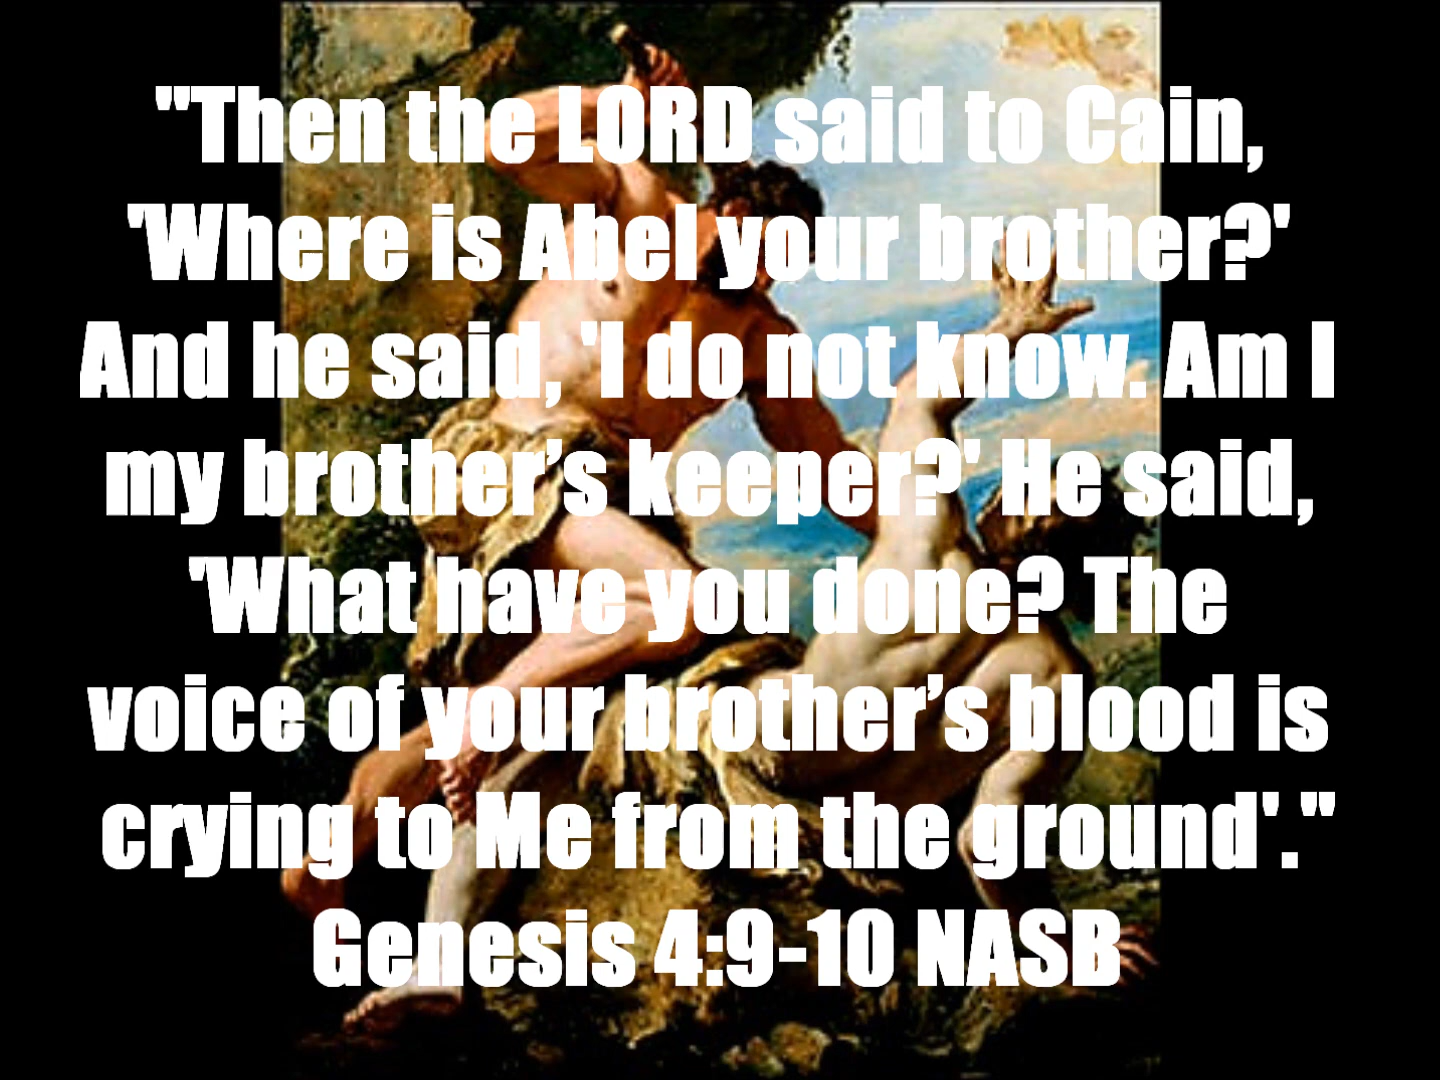 "Then the LORD said to Cain,
'Where is Abel your brother?'
And he said, 'I do not know. Am I
my brother’s keeper?' He said,
'What have you done? The
voice of your brother’s blood is
crying to Me from the ground'."
Genesis 4:9-10 NASB